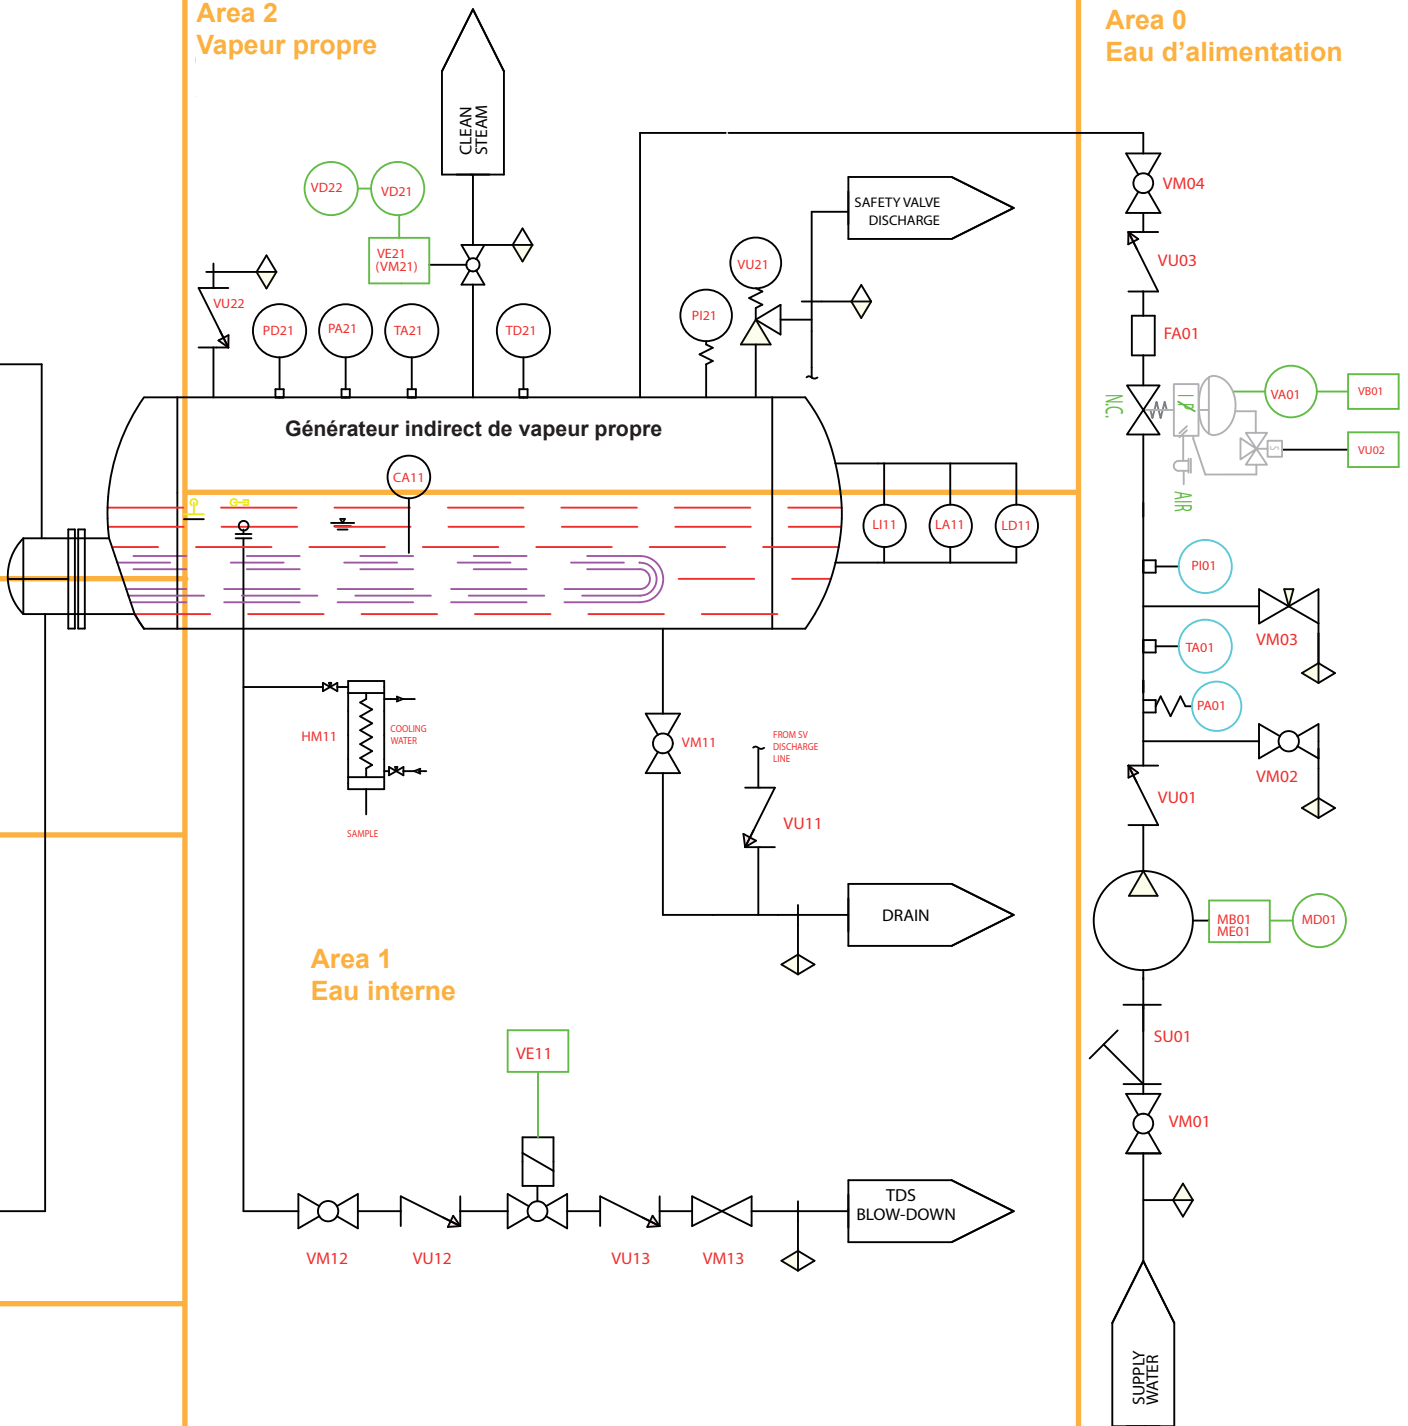 Area 2
Vapeur propre
Area 0
Eau d’alimentation
CLEAN
STEAM
VD22
VD21
VE21
(VM21)
SAFETY VALVE
DISCHARGE
VM04
VU03
VU22
VU21
PD21
PA21
TA21
TD21
PI21
FA01
N.C.
I/P
VA01
VB01
S
VU02
AIR
Générateur indirect de vapeur propre
CA11
LI11
LA11
LD11
PI01
VM03
TA01
PA01
HM11
COOLING
WATER
SAMPLE
VM11
FROM SV
DISCHARGE
LINE
VM02
VU01
VU11
DRAIN
MB01
ME01
MD01
Area 1
Eau interne
SU01
VE11
VM01
TDS
BLOW-DOWN
VM12
VU12
VU13
VM13
SUPPLY
WATER